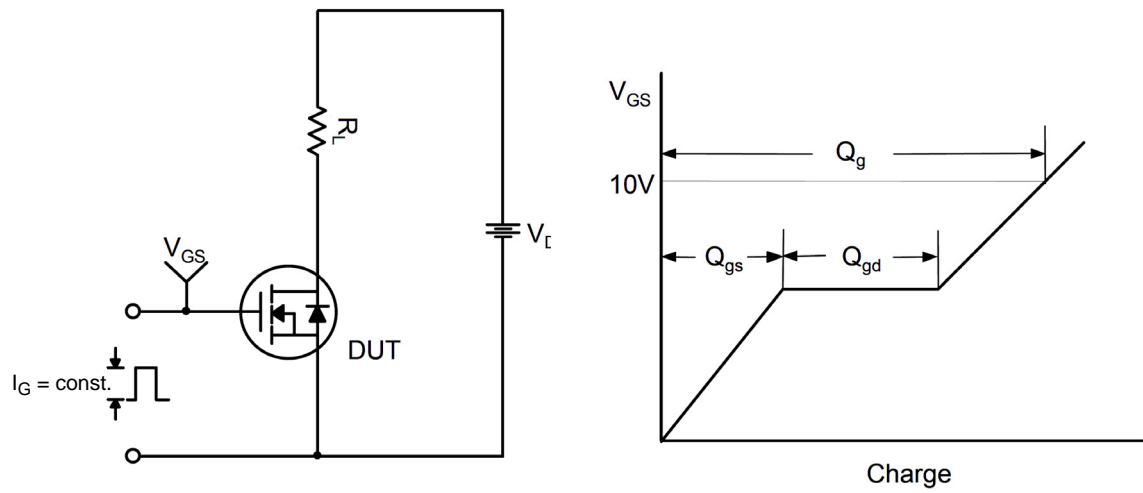 R_L
V_D
V_GS
DUT
I_G = const.
V_GS
Q_g
10V
Q_gs
Q_gd
Charge